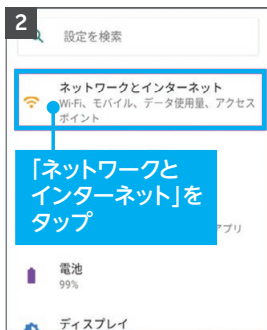 2
設定を検索
ネットワークとインターネット
Wi-Fi、モバイル、データ使用量、アクセス
ポイント
「ネットワークと
インターネット」を
タップ
アプリ
電池
99%
ディスプレイ